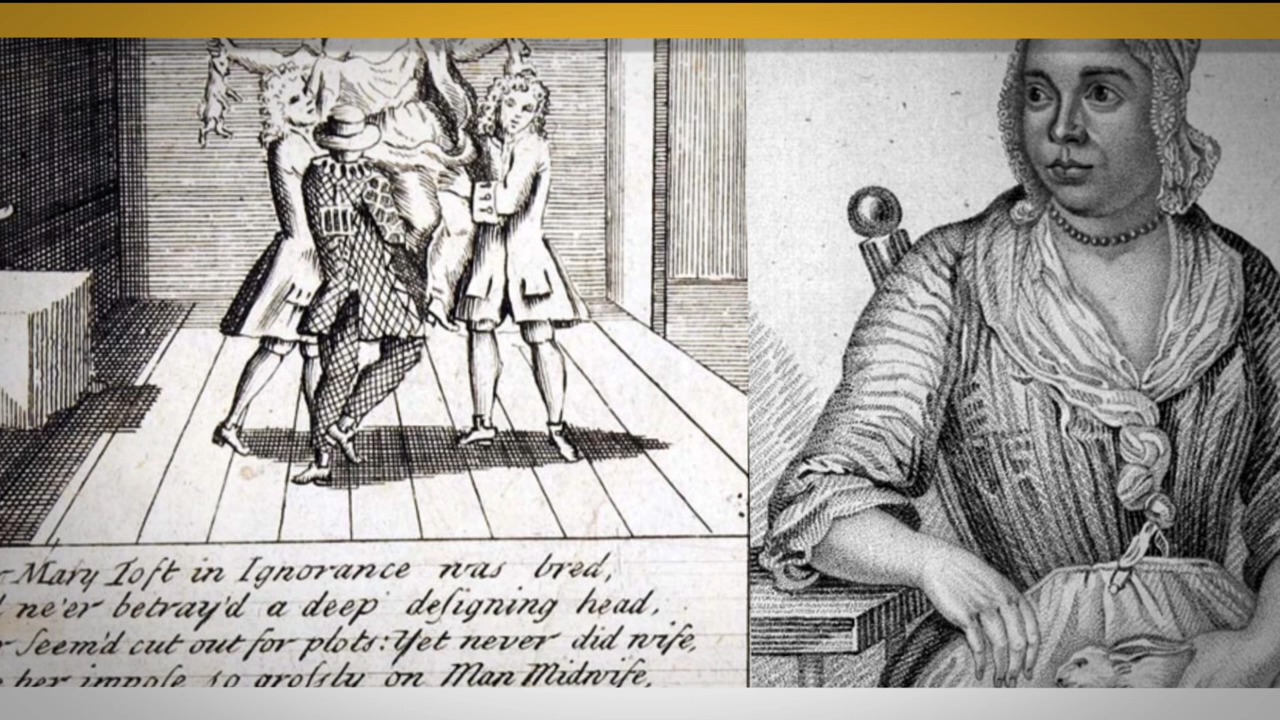 Mary Toft in Ignorance was bred,
ne'er betray'd a deep designing head,
seem'd cut out for plots: Yet never did wife,
her impose so grossly on Man Midwife,